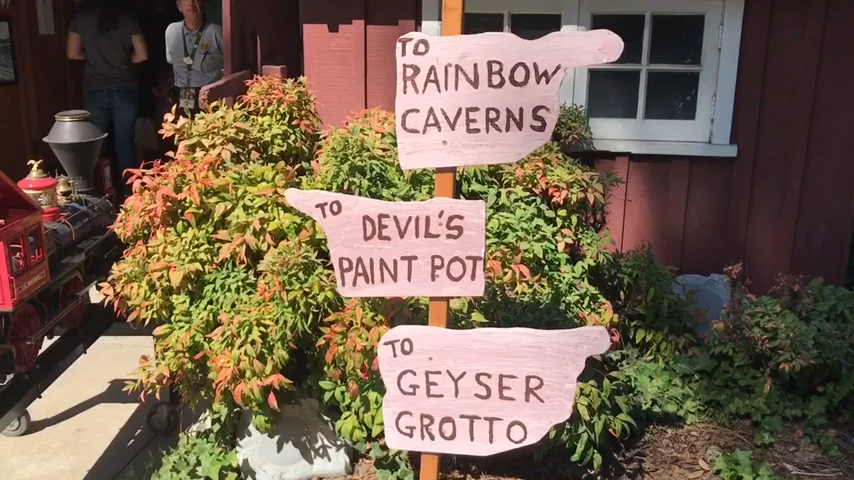 TO
RAINBOW
CAVERNS
TO
DEVIL'S
PAINT POT
TO
GEYSER
GROTTO